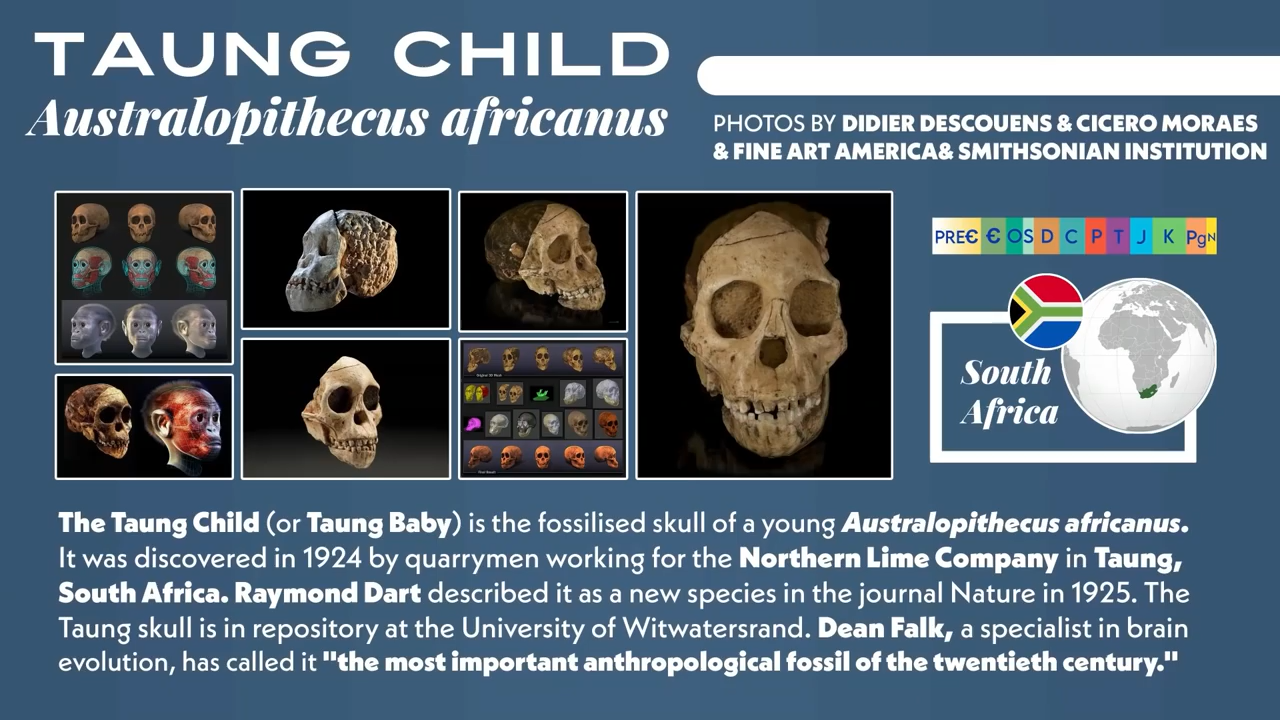 TAUNG CHILD
Australopithecus africanus
PHOTOS BY DIDIER DESCOUENS & CICERO MORAES
& FINE ART AMERICA& SMITHSONIAN INSTITUTION
PRE€ € O S D C P T J K PgN
South
Africa
The Taung Child (or Taung Baby) is the fossilised skull of a young Australopithecus africanus.
It was discovered in 1924 by quarrymen working for the Northern Lime Company in Taung,
South Africa. Raymond Dart described it as a new species in the journal Nature in 1925. The
Taung skull is in repository at the University of Witwatersrand. Dean Falk, a specialist in brain
evolution, has called it "the most important anthropological fossil of the twentieth century."